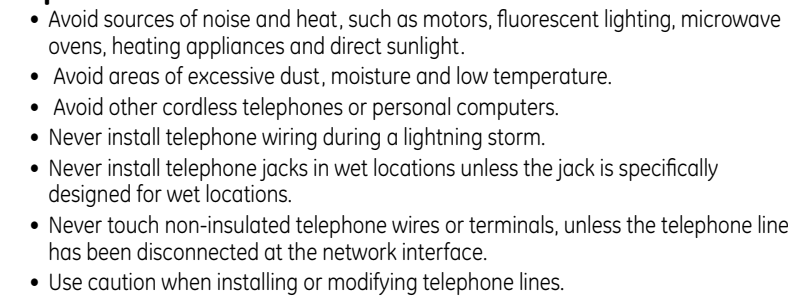 • Avoid sources of noise and heat, such as motors, fluorescent lighting, microwave
ovens, heating appliances and direct sunlight.
• Avoid areas of excessive dust, moisture and low temperature.
• Avoid other cordless telephones or personal computers.
• Never install telephone wiring during a lightning storm.
• Never install telephone jacks in wet locations unless the jack is specifically
designed for wet locations.
• Never touch non-insulated telephone wires or terminals, unless the telephone line
has been disconnected at the network interface.
• Use caution when installing or modifying telephone lines.